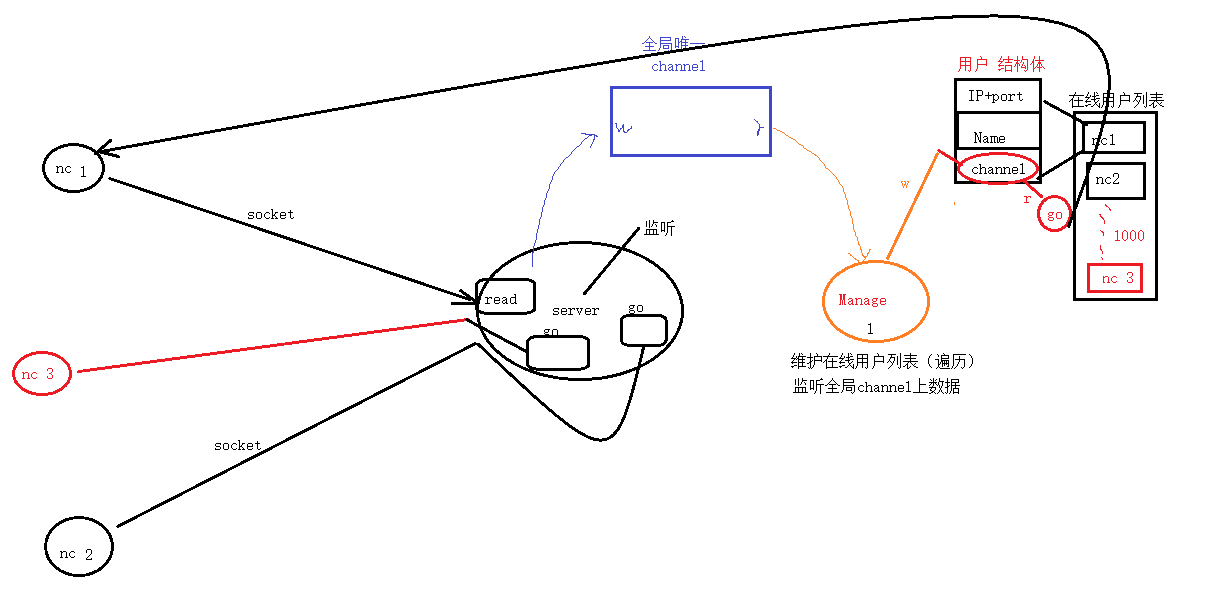 全局唯一
channel
用户 结构体
IP+port
Name
channel
在线用户列表
nc1
nc2
1000
nc 3
w
r
w
r
go
nc 1
socket
监听
read
server
go
go
Manage
1
维护在线用户列表（遍历）
监听全局channel上数据
nc 3
socket
nc 2